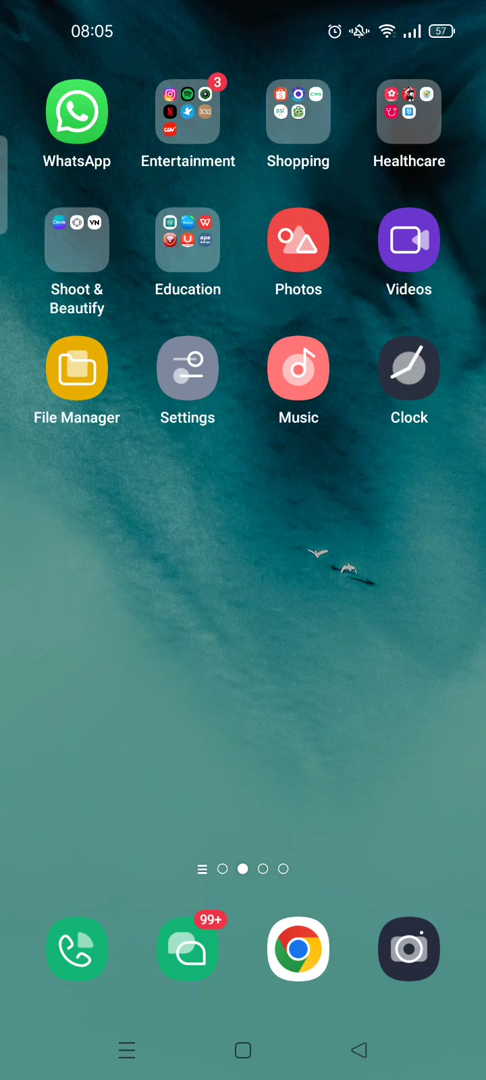 08:05
57
3
WhatsApp
Entertainment
Shopping
Healthcare
Shoot &
Beautify
Education
Photos
Videos
File Manager
Settings
Music
Clock
99+